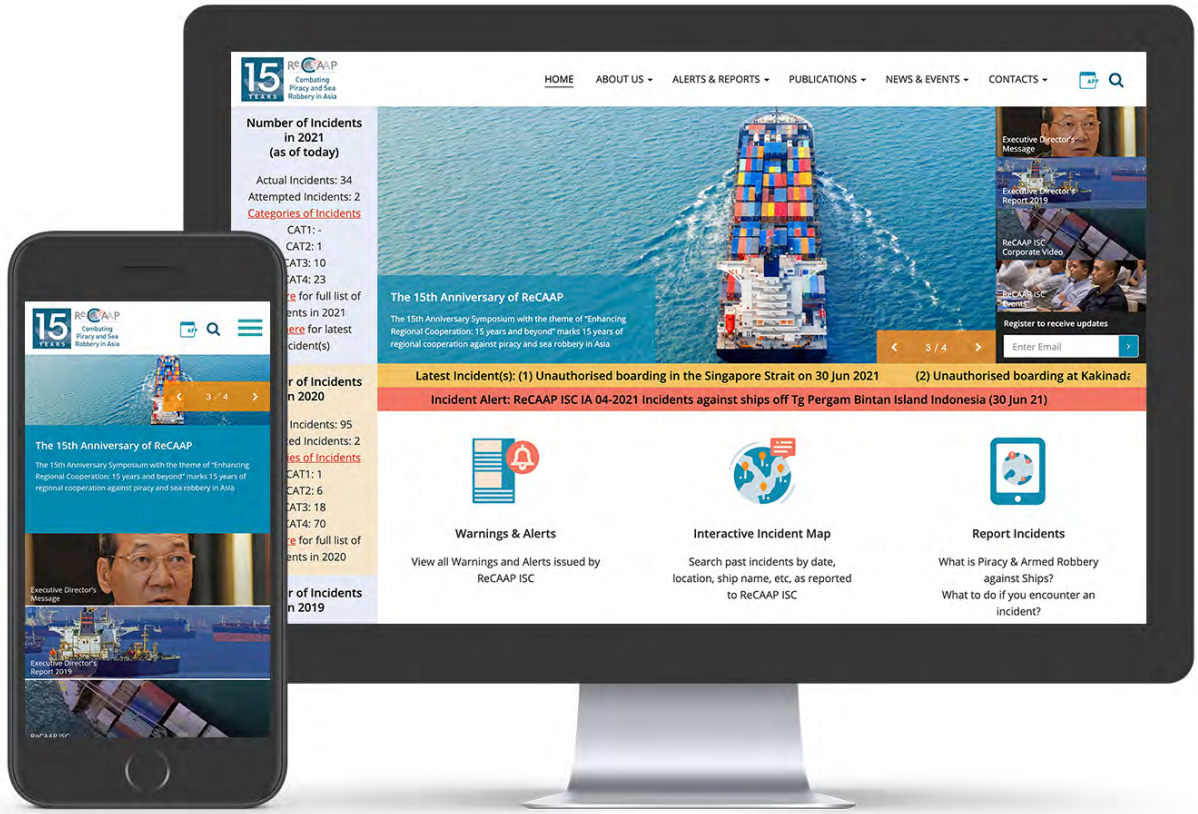 15
YEARS
ReCAAP
Combating
Piracy and Sea
Robbery in Asia
HOME ABOUT US ALERTS & REPORTS PUBLICATIONS NEWS & EVENTS CONTACTS
APP
Number of Incidents
in 2021
(as of today)
Actual Incidents: 34
Attempted Incidents: 2
Categories of Incidents
CAT1: -
CAT2: 1
CAT3: 10
CAT4: 23
re for full list of
ents in 2021
ere for latest
cident(s)
r of Incidents
n 2020
Incidents: 95
ed Incidents: 2
ies of Incidents
CAT1: 1
CAT2: 6
CAT3: 18
CAT4: 70
re for full list of
ents in 2020
r of Incidents
n 2019
The 15th Anniversary of ReCAAP
The 15th Anniversary Symposium with the theme of "Enhancing
Regional Cooperation: 15 years and beyond" marks 15 years of
regional cooperation against piracy and sea robbery in Asia
< 3 / 4 >
Executive Director's
Message
Executive Director's
Report 2019
ReCAAP ISC
Corporate Video
ReCAAP ISC
Events
Register to receive updates
Enter Email >
Latest Incident(s): (1) Unauthorised boarding in the Singapore Strait on 30 Jun 2021 (2) Unauthorised boarding at Kakinada
Incident Alert: ReCAAP ISC IA 04-2021 Incidents against ships off Tg Pergam Bintan Island Indonesia (30 Jun 21)
Warnings & Alerts
View all Warnings and Alerts issued by
ReCAAP ISC
Interactive Incident Map
Search past incidents by date,
location, ship name, etc, as reported
to ReCAAP ISC
Report Incidents
What is Piracy & Armed Robbery
against Ships?
What to do if you encounter an
incident?
15
YEARS
ReCAAP
Combating
Piracy and Sea
Robbery in Asia
APP
< 3 / 4 >
The 15th Anniversary of ReCAAP
The 15th Anniversary Symposium with the theme of "Enhancing
Regional Cooperation: 15 years and beyond" marks 15 years of
regional cooperation against piracy and sea robbery in Asia
Executive Director's
Message
Executive Director's
Report 2019
ReCAAP ISC